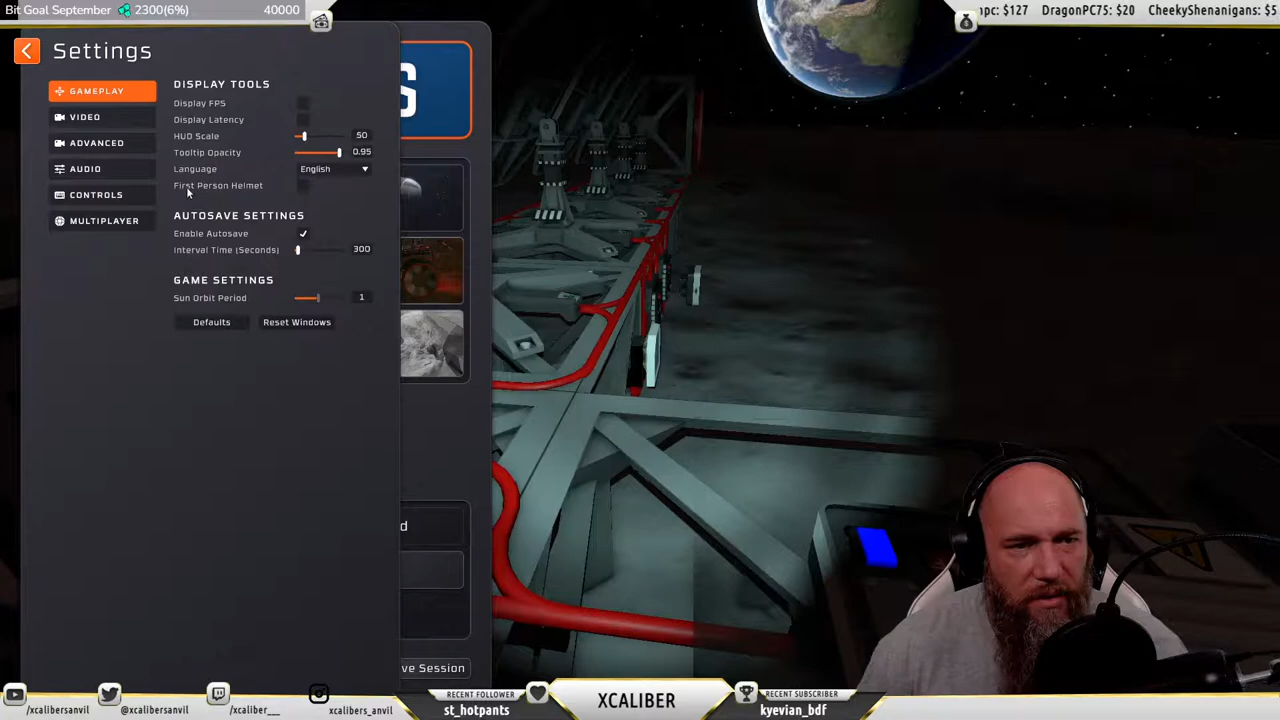 Bit Goal September 2300(6%) 40000
npc: $127 DragonPC75: $20 CheekyShenanigans: $5
Settings
GAMEPLAY
VIDEO
ADVANCED
AUDIO
CONTROLS
MULTIPLAYER
DISPLAY TOOLS
Display FPS
Display Latency
HUD Scale 50
Tooltip Opacity 0.95
Language English
First Person Helmet
AUTOSAVE SETTINGS
Enable Autosave
Interval Time (Seconds) 300
GAME SETTINGS
Sun Orbit Period 1
Defaults Reset Windows
S
d
ve Session
/xcalibersanvil @xcalibersanvil /xcaliber___ xcalibers_anvil
RECENT FOLLOWER
st_hotpants
XCALIBER
RECENT SUBSCRIBER
kyevian_bdf